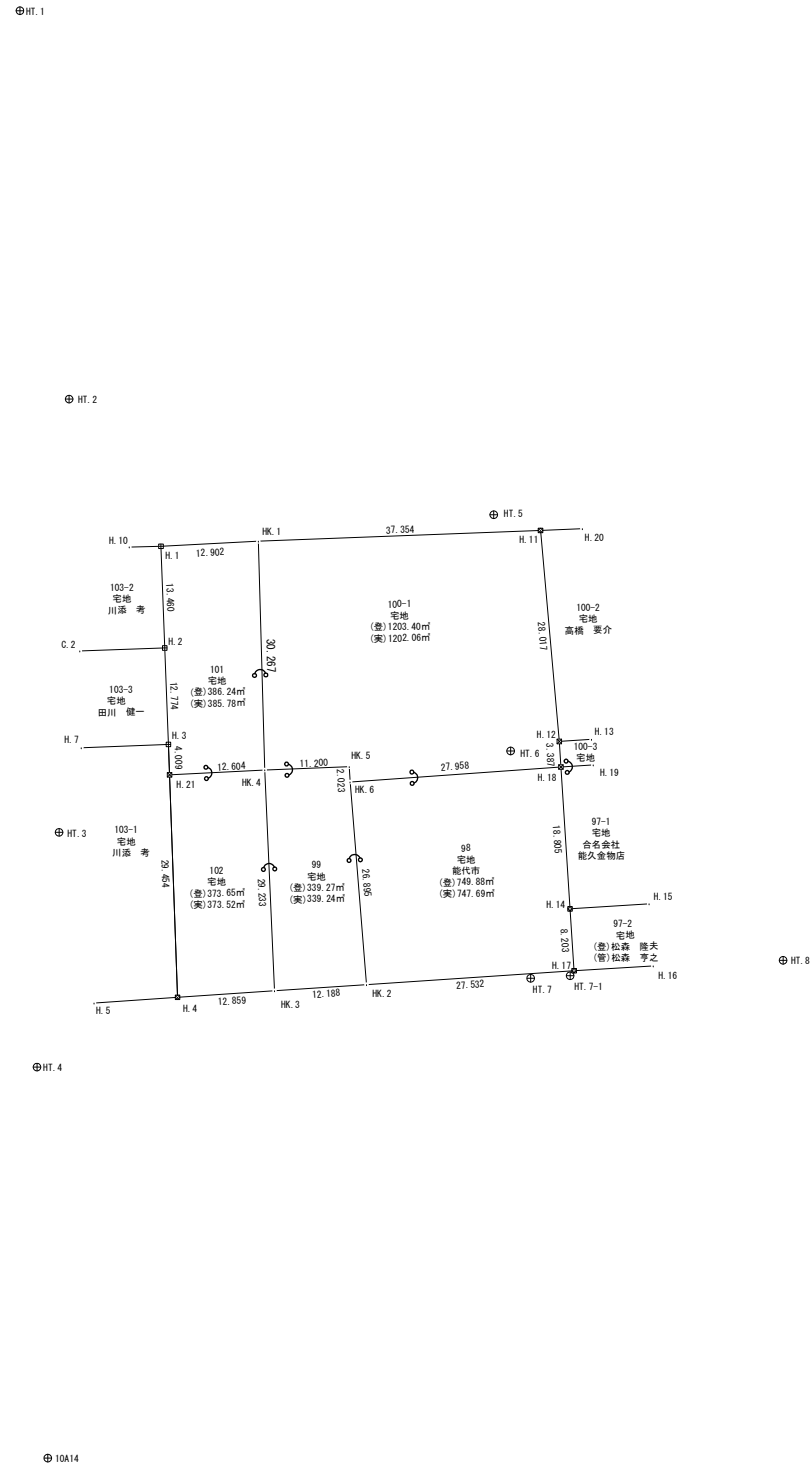 HT.1
HT.2
HT.5
37.354
HK.1
H.20
H.10
H.11
12.902
H.1
103-2
宅地
川添 考
13.460
100-1
宅地
(登)1203.40㎡
(実)1202.06㎡
100-2
宅地
高橋 要介
28.017
C.2
H.2
30.267
101
宅地
(登)386.24㎡
(実)385.78㎡
103-3
宅地
田川 健一
12.774
H.7
H.3
H.12
H.13
4.009
3.387
HT.6
100-3
宅地
H.5
HK.5
12.604
11.200
2.023
27.958
H.21
HK.4
HK.6
H.18
H.19
HT.3
103-1
宅地
川添 考
29.454
102
宅地
(登)373.65㎡
(実)373.52㎡
29.233
99
宅地
(登)339.27㎡
(実)339.24㎡
26.895
98
宅地
能代市
(登)749.88㎡
(実)747.69㎡
18.805
97-1
宅地
合名会社
能久金物店
H.14
H.15
8.203
97-2
宅地
(登)松森 隆夫
(管)松森 亨之
H.17
H.16
HT.8
HT.7
HT.7-1
H.4
12.859
HK.3
12.188
HK.2
27.532
HT.4
10A14